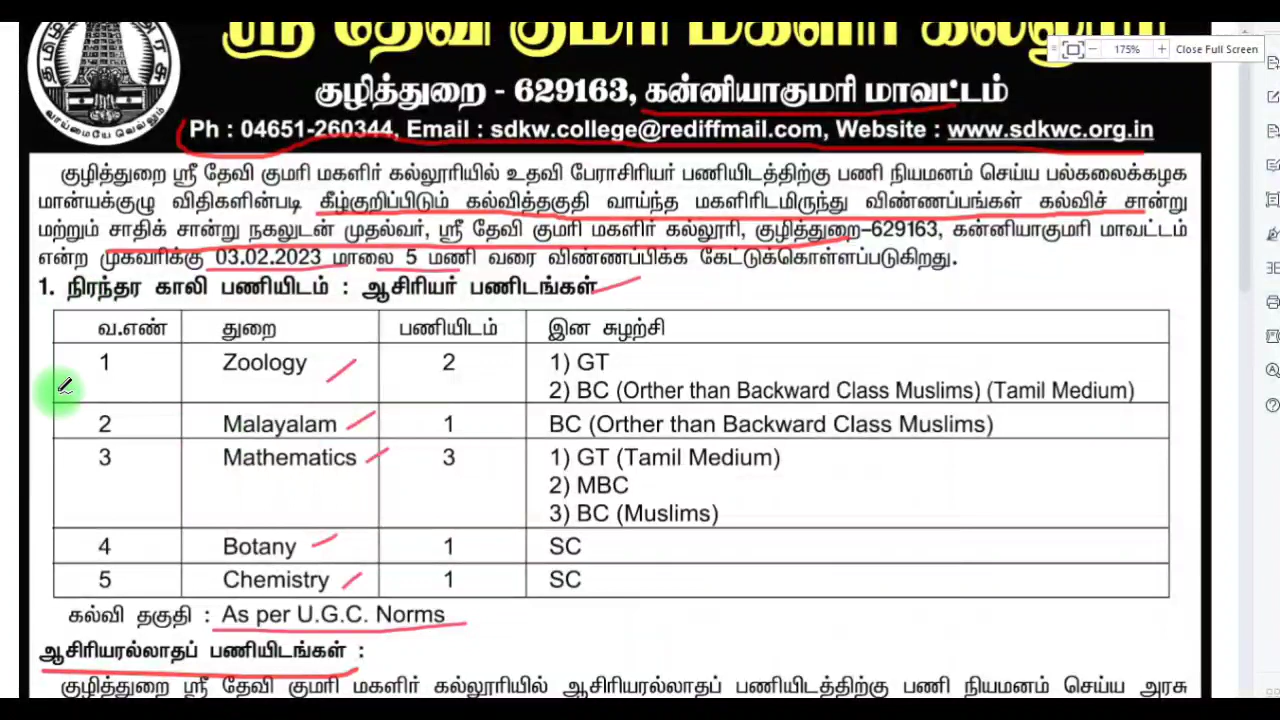 ஸ்ரீ தேவி குமரி மகளிர் கல்லூரி
175%
Close Full Screen
குழித்துறை - 629163, கன்னியாகுமரி மாவட்டம்
வாய்மையே வெல்லும்
Ph : 04651-260344, Email : sdkw.college@rediffmail.com, Website : www.sdkwc.org.in
குழித்துறை ஸ்ரீ தேவி குமரி மகளிர் கல்லூரியில் உதவி பேராசிரியர் பணியிடத்திற்கு பணி நியமனம் செய்ய பல்கலைக்கழக
மான்யக்குழு விதிகளின்படி கீழ்குறிப்பிடும் கல்வித்தகுதி வாய்ந்த மகளிரிடமிருந்து விண்ணப்பங்கள் கல்விச் சான்று
மற்றும் சாதிக் சான்று நகலுடன் முதல்வர், ஸ்ரீ தேவி குமரி மகளிர் கல்லூரி, குழித்துறை–629163, கன்னியாகுமரி மாவட்டம்
என்ற முகவரிக்கு 03.02.2023 மாலை 5 மணி வரை விண்ணப்பிக்க கேட்டுக்கொள்ளப்படுகிறது.
1. நிரந்தர காலி பணியிடம் : ஆசிரியர் பணிடங்கள்
வ.எண் துறை பணியிடம் இன சுழற்சி
1 Zoology 2 1) GT
2) BC (Orther than Backward Class Muslims) (Tamil Medium)
2 Malayalam 1 BC (Orther than Backward Class Muslims)
3 Mathematics 3 1) GT (Tamil Medium)
2) MBC
3) BC (Muslims)
4 Botany 1 SC
5 Chemistry 1 SC
கல்வி தகுதி : As per U.G.C. Norms
ஆசிரியரல்லாதப் பணியிடங்கள் :
குழித்துறை ஸ்ரீ தேவி குமரி மகளிர் கல்லூரியில் ஆசிரியரல்லாதப் பணியிடத்திற்கு பணி நியமனம் செய்ய அரசு